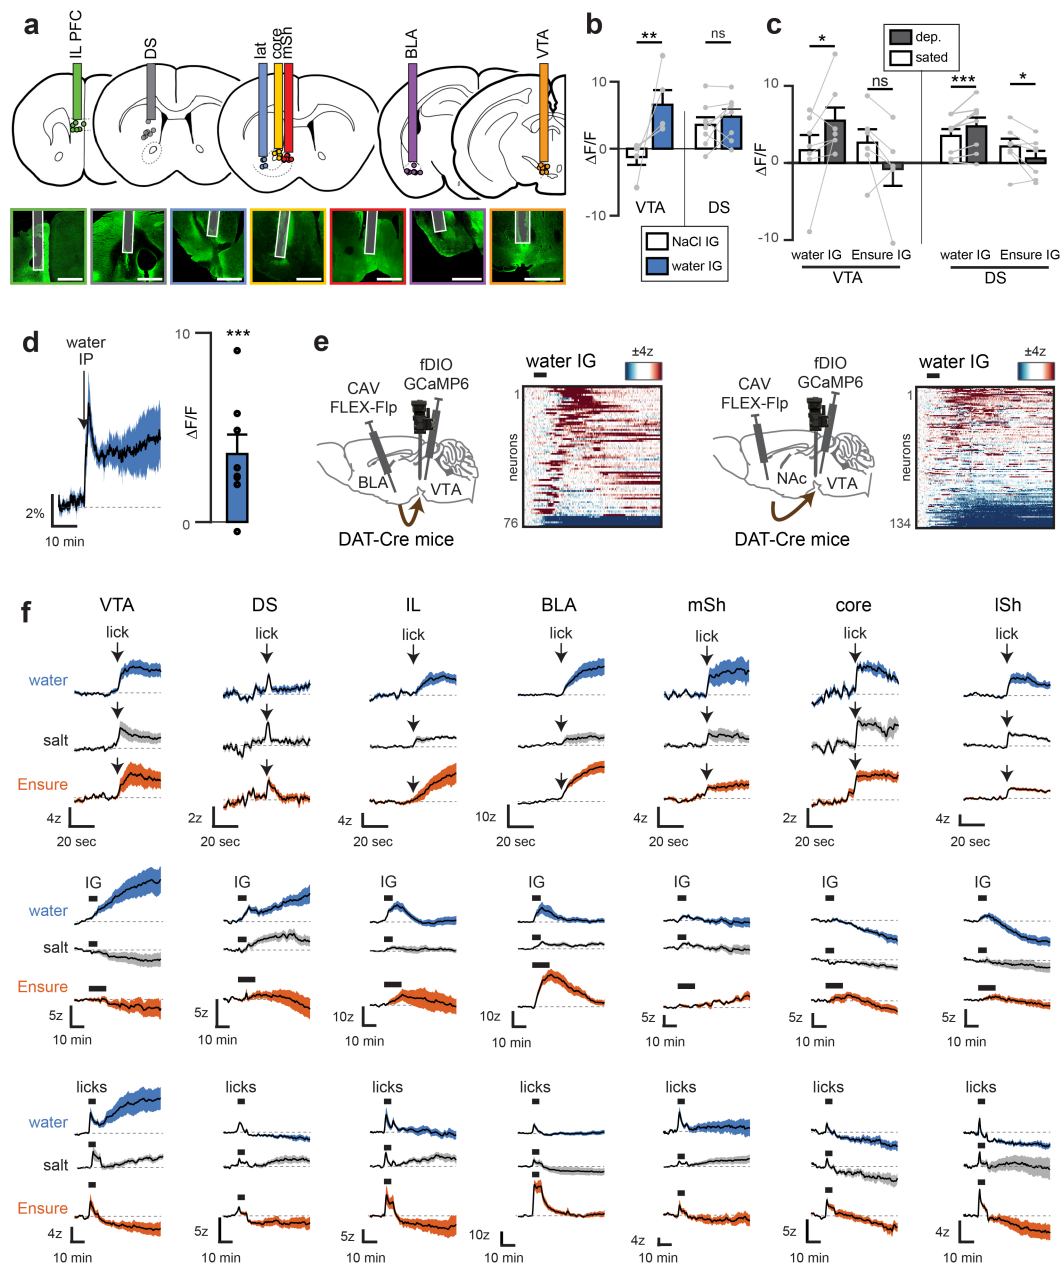 a
IL PFC
DS
lat
core
mSh
BLA
VTA
b
**
ns
10
0
-10
ΔF/F
VTA
DS
NaCl IG
water IG
c
dep.
sated
*
ns
***
*
10
0
-10
ΔF/F
water IG
Ensure IG
water IG
Ensure IG
VTA
DS
d
water
IP
2%
10 min
10
0
ΔF/F
***
e
CAV
FLEX-Flp
fDIO
GCaMP6
BLA
VTA
DAT-Cre mice
water IG
±4z
1
neurons
76
CAV
FLEX-Flp
fDIO
GCaMP6
NAc
VTA
DAT-Cre mice
water IG
±4z
1
neurons
134
f
VTA
DS
IL
BLA
mSh
core
lSh
lick
lick
lick
lick
lick
lick
lick
water
salt
Ensure
4z
2z
4z
10z
4z
2z
4z
20 sec
20 sec
20 sec
20 sec
20 sec
20 sec
20 sec
IG
IG
IG
IG
IG
IG
IG
water
salt
Ensure
5z
5z
10z
10z
5z
5z
5z
10 min
10 min
10 min
10 min
10 min
10 min
10 min
licks
licks
licks
licks
licks
licks
licks
water
salt
Ensure
4z
5z
5z
10z
4z
5z
4z
10 min
10 min
10 min
10 min
10 min
10 min
10 min